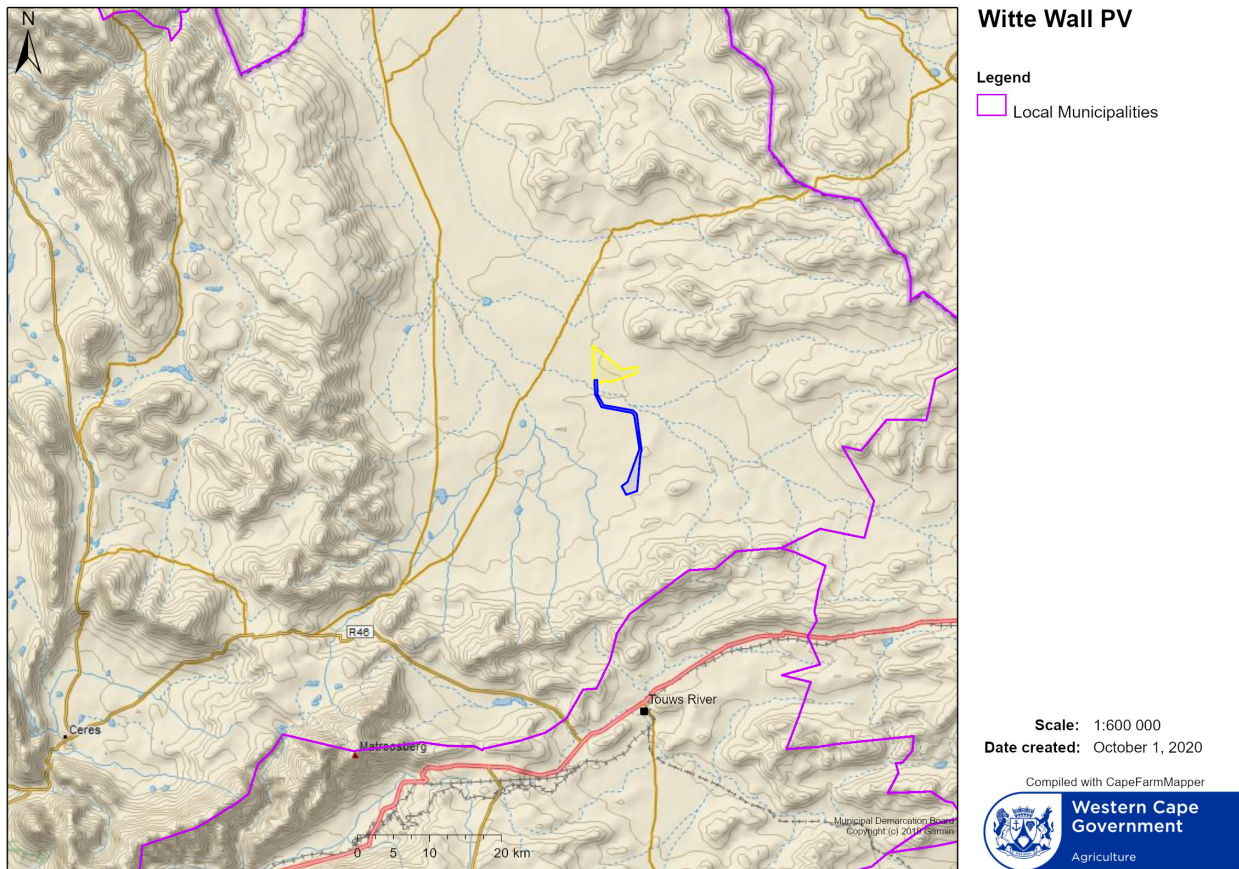 N
Witte Wall PV
Legend
Local Municipalities
R46
Touws River
Ceres
Matroosberg
Scale: 1:600 000
Date created: October 1, 2020
Compiled with CapeFarmMapper
Municipal Demarcation Board
Copyright (c) 2018 Garmin
0 5 10 20 km
Western Cape
Government
Agriculture